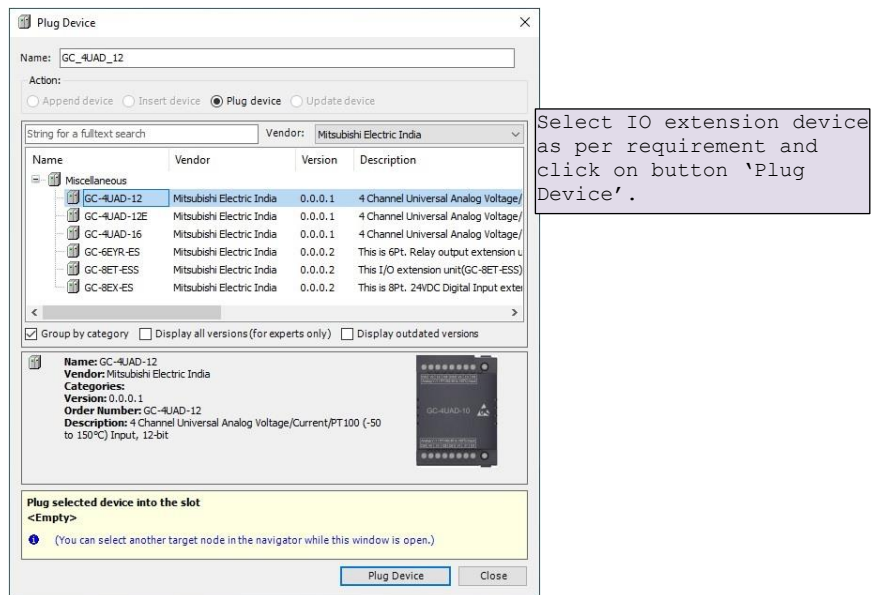 Plug Device
Name: GC_4UAD_12
Action:
Append device Insert device Plug device Update device
String for a fulltext search Vendor: Mitsubishi Electric India
Name Vendor Version Description
Miscellaneous
GC-4UAD-12 Mitsubishi Electric India 0.0.0.1 4 Channel Universal Analog Voltage/
GC-4UAD-12E Mitsubishi Electric India 0.0.0.1 4 Channel Universal Analog Voltage/
GC-4UAD-16 Mitsubishi Electric India 0.0.0.1 4 Channel Universal Analog Voltage/
GC-6EYR-ES Mitsubishi Electric India 0.0.0.2 This is 6Pt. Relay output extension u
GC-8ET-ESS Mitsubishi Electric India 0.0.0.2 This I/O extension unit(GC-8ET-ESS)
GC-8EX-ES Mitsubishi Electric India 0.0.0.2 This is 8Pt. 24VDC Digital Input exter
Group by category Display all versions(for experts only) Display outdated versions
Name: GC-4UAD-12
Vendor: Mitsubishi Electric India
Categories:
Version: 0.0.0.1
Order Number: GC-4UAD-12
Description: 4 Channel Universal Analog Voltage/Current/PT100 (-50
to 150°C) Input, 12-bit
GC-4UAD-10
Plug selected device into the slot
<Empty>
(You can select another target node in the navigator while this window is open.)
Plug Device Close
Select IO extension device
as per requirement and
click on button ‘Plug
Device’.